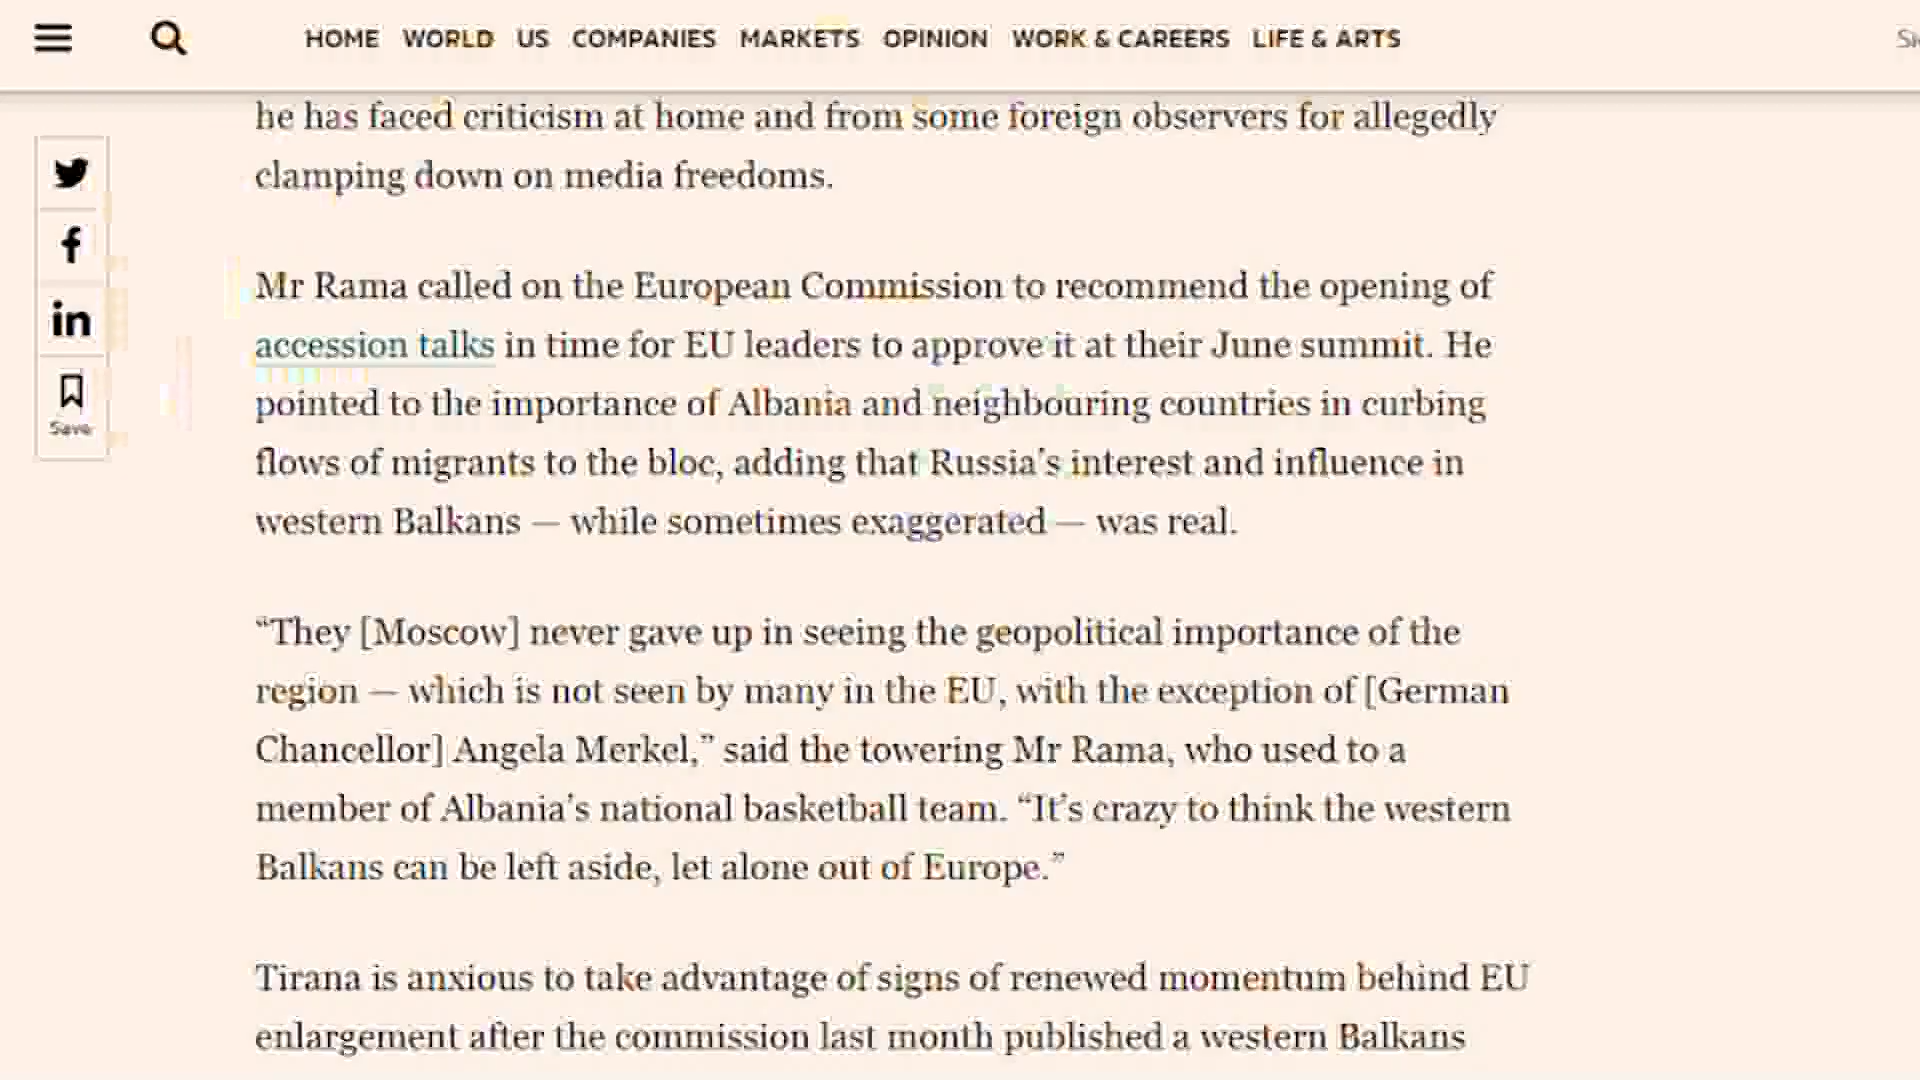 HOME WORLD US COMPANIES MARKETS OPINION WORK & CAREERS LIFE & ARTS
he has faced criticism at home and from some foreign observers for allegedly
clamping down on media freedoms.
Mr Rama called on the European Commission to recommend the opening of
accession talks in time for EU leaders to approve it at their June summit. He
pointed to the importance of Albania and neighbouring countries in curbing
flows of migrants to the bloc, adding that Russia's interest and influence in
western Balkans — while sometimes exaggerated — was real.
“They [Moscow] never gave up in seeing the geopolitical importance of the
region — which is not seen by many in the EU, with the exception of [German
Chancellor] Angela Merkel,” said the towering Mr Rama, who used to a
member of Albania’s national basketball team. “It’s crazy to think the western
Balkans can be left aside, let alone out of Europe.”
Tirana is anxious to take advantage of signs of renewed momentum behind EU
enlargement after the commission last month published a western Balkans
Save